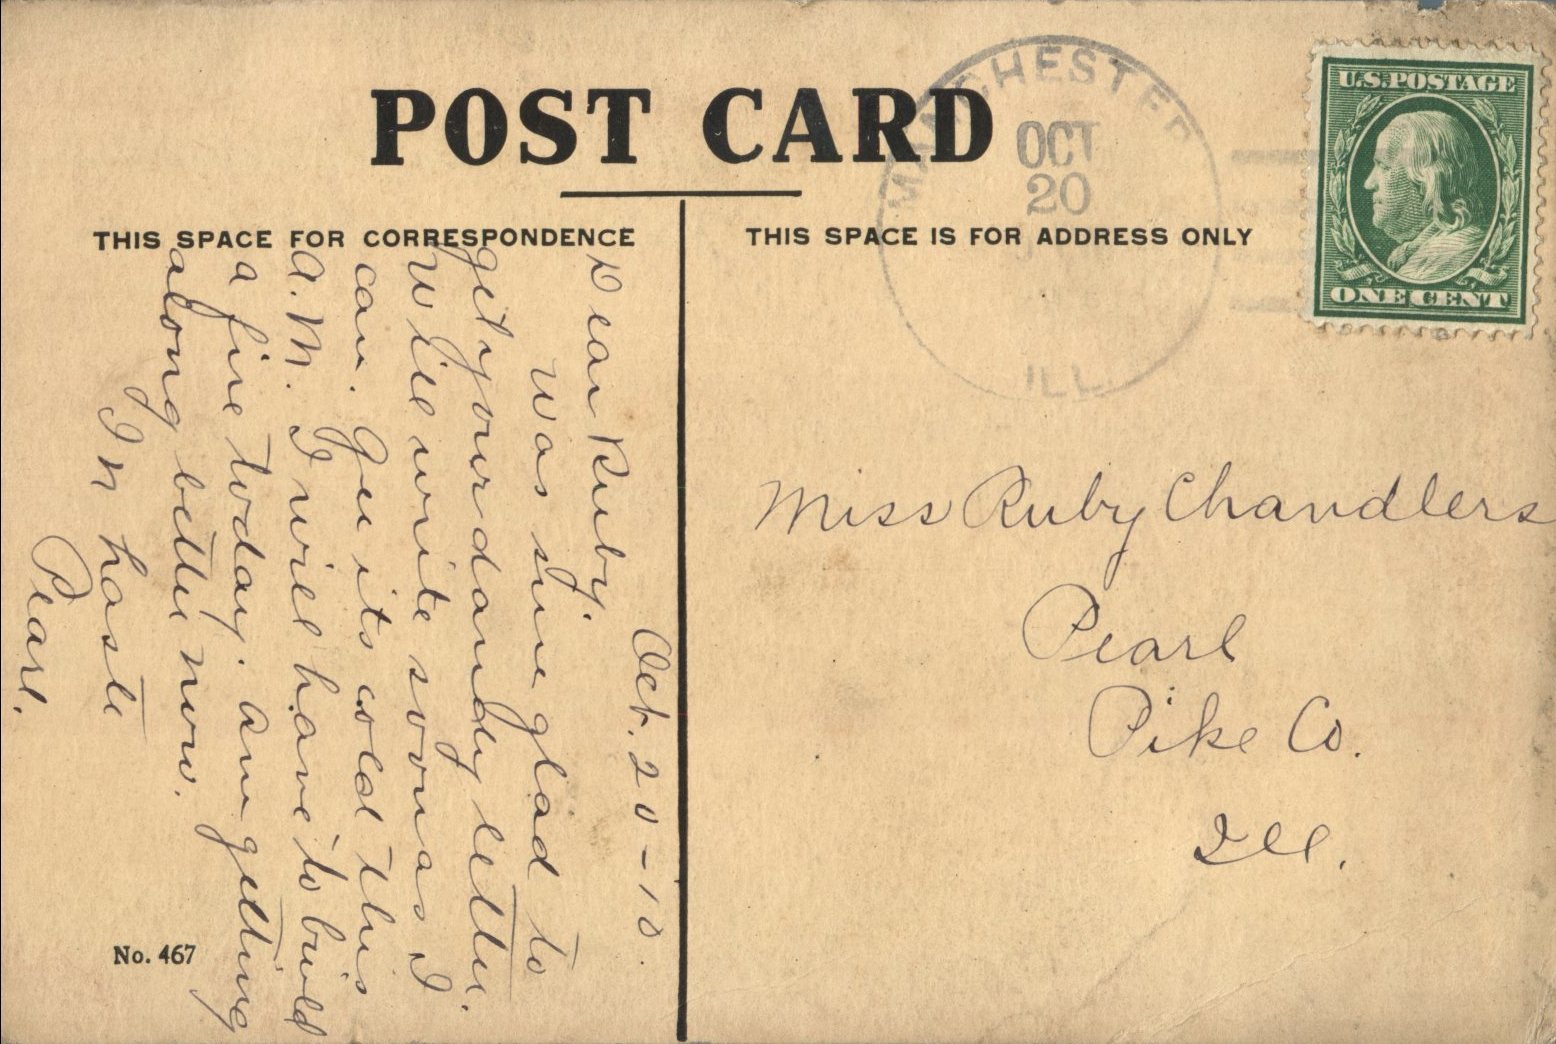 POST CARD
THIS SPACE FOR CORRESPONDENCE
THIS SPACE IS FOR ADDRESS ONLY
MANCHESTER
OCT
20
ILL.
U.S. POSTAGE
ONE CENT
Oct. 20-10.
Dear Ruby.
Was sure glad to
get your dandy letter.
Will write soon as I
can. Gee its cold this
A.M. I will have to build
a fire today. am getting
along better now.
In haste
Pearl.
No. 467
Miss Ruby Chandlers
Pearl
Pike Co.
Ill.